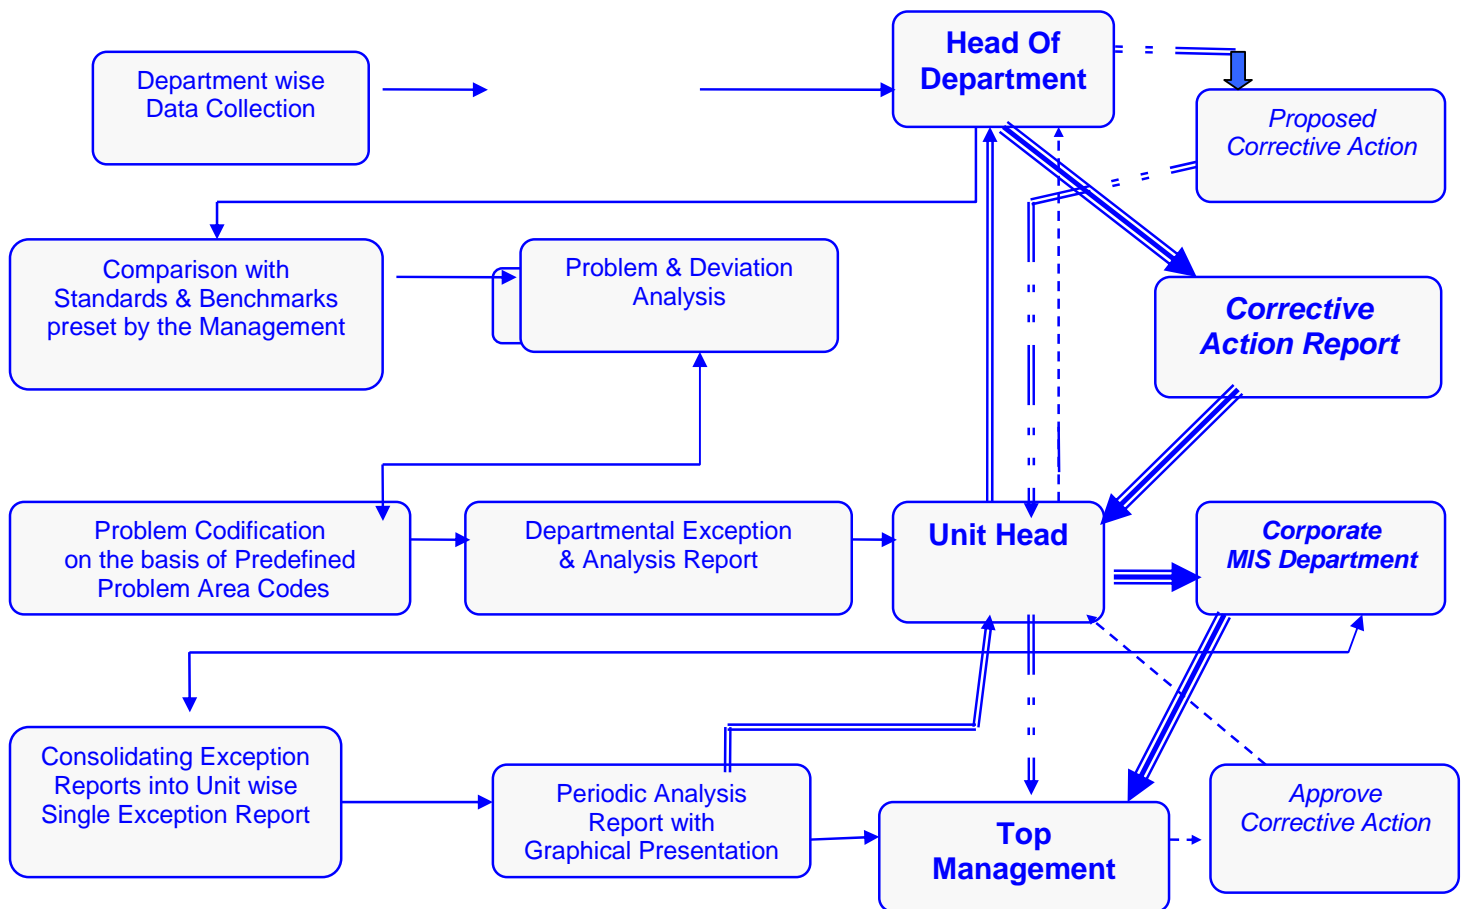 Head Of
Department
Department wise
Data Collection
Proposed
Corrective Action
Comparison with
Standards & Benchmarks
preset by the Management
Problem & Deviation
Analysis
Corrective
Action Report
Problem Codification
on the basis of Predefined
Problem Area Codes
Departmental Exception
& Analysis Report
Unit Head
Corporate
MIS Department
Consolidating Exception
Reports into Unit wise
Single Exception Report
Periodic Analysis
Report with
Graphical Presentation
Top
Management
Approve
Corrective Action